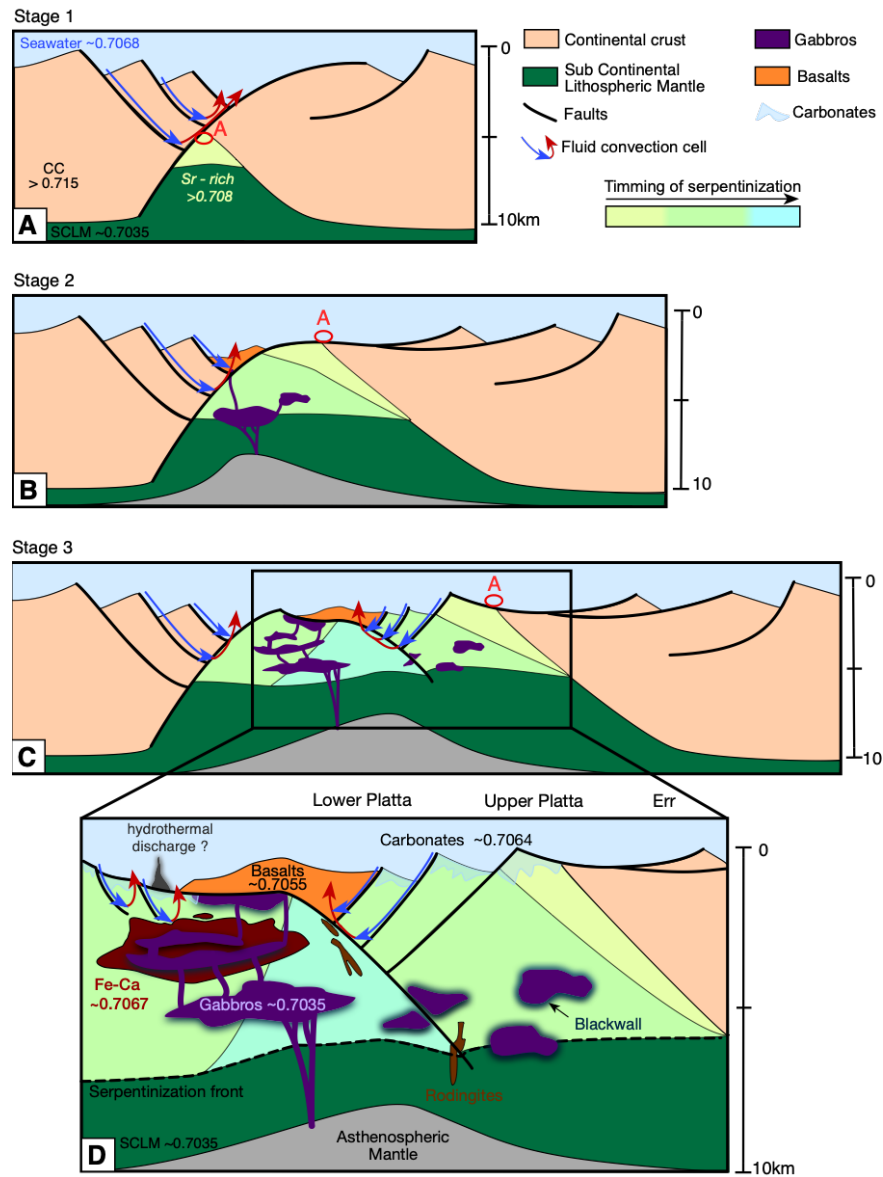 Stage 1
Seawater ~0.7068
A
CC
> 0.715
Sr - rich
>0.708
SCLM ~0.7035
A
0
10km
Continental crust
Sub Continental
Lithospheric Mantle
Faults
Fluid convection cell
Gabbros
Basalts
Carbonates
Timming of serpentinization
Stage 2
A
B
0
10
Stage 3
A
C
0
10
Lower Platta
Upper Platta
Err
hydrothermal
discharge ?
Carbonates ~0.7064
Basalts
~0.7055
Fe-Ca
~0.7067
Gabbros ~0.7035
Blackwall
Serpentinization front
Rodingites
SCLM ~0.7035
Asthenospheric
Mantle
D
0
10km